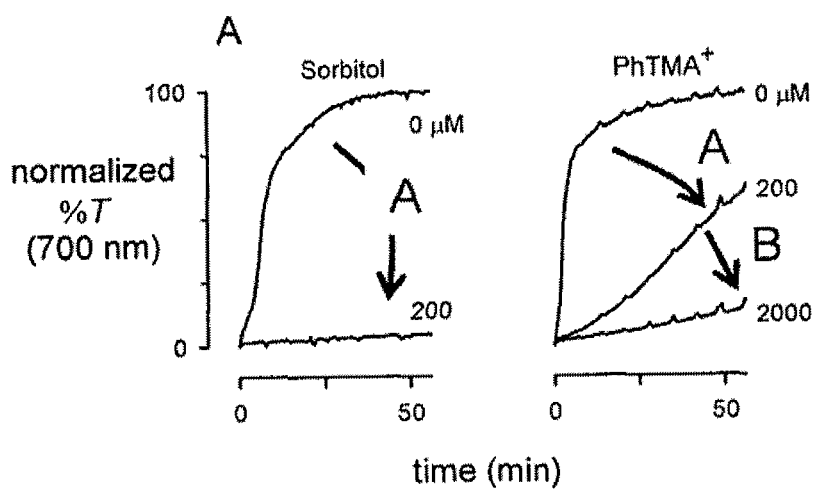 A
Sorbitol
PhTMA+
100
0 μM
0 μM
normalized
%T
(700 nm)
A
A
200
B
200
2000
0
0 50
0 50
time (min)